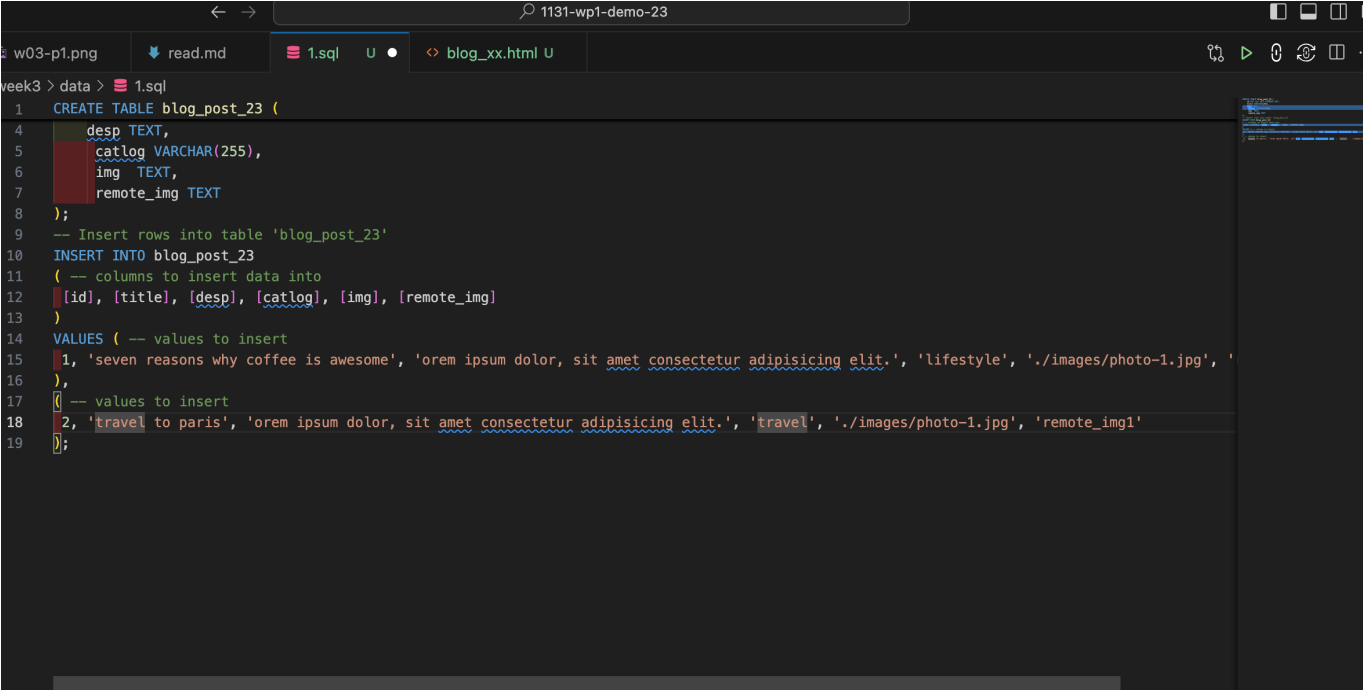 1131-wp1-demo-23
w03-p1.png read.md 1.sql U blog_xx.html U
week3 > data > 1.sql
1 CREATE TABLE blog_post_23 (
4 desp TEXT,
5 catlog VARCHAR(255),
6 img  TEXT,
7 remote_img TEXT
8 );
9 -- Insert rows into table 'blog_post_23'
10 INSERT INTO blog_post_23
11 ( -- columns to insert data into
12 [id], [title], [desp], [catlog], [img], [remote_img]
13 )
14 VALUES ( -- values to insert
15 1, 'seven reasons why coffee is awesome', 'orem ipsum dolor, sit amet consectetur adipisicing elit.', 'lifestyle', './images/photo-1.jpg', '
16 ),
17 ( -- values to insert
18 2, 'travel to paris', 'orem ipsum dolor, sit amet consectetur adipisicing elit.', 'travel', './images/photo-1.jpg', 'remote_img1'
19 );